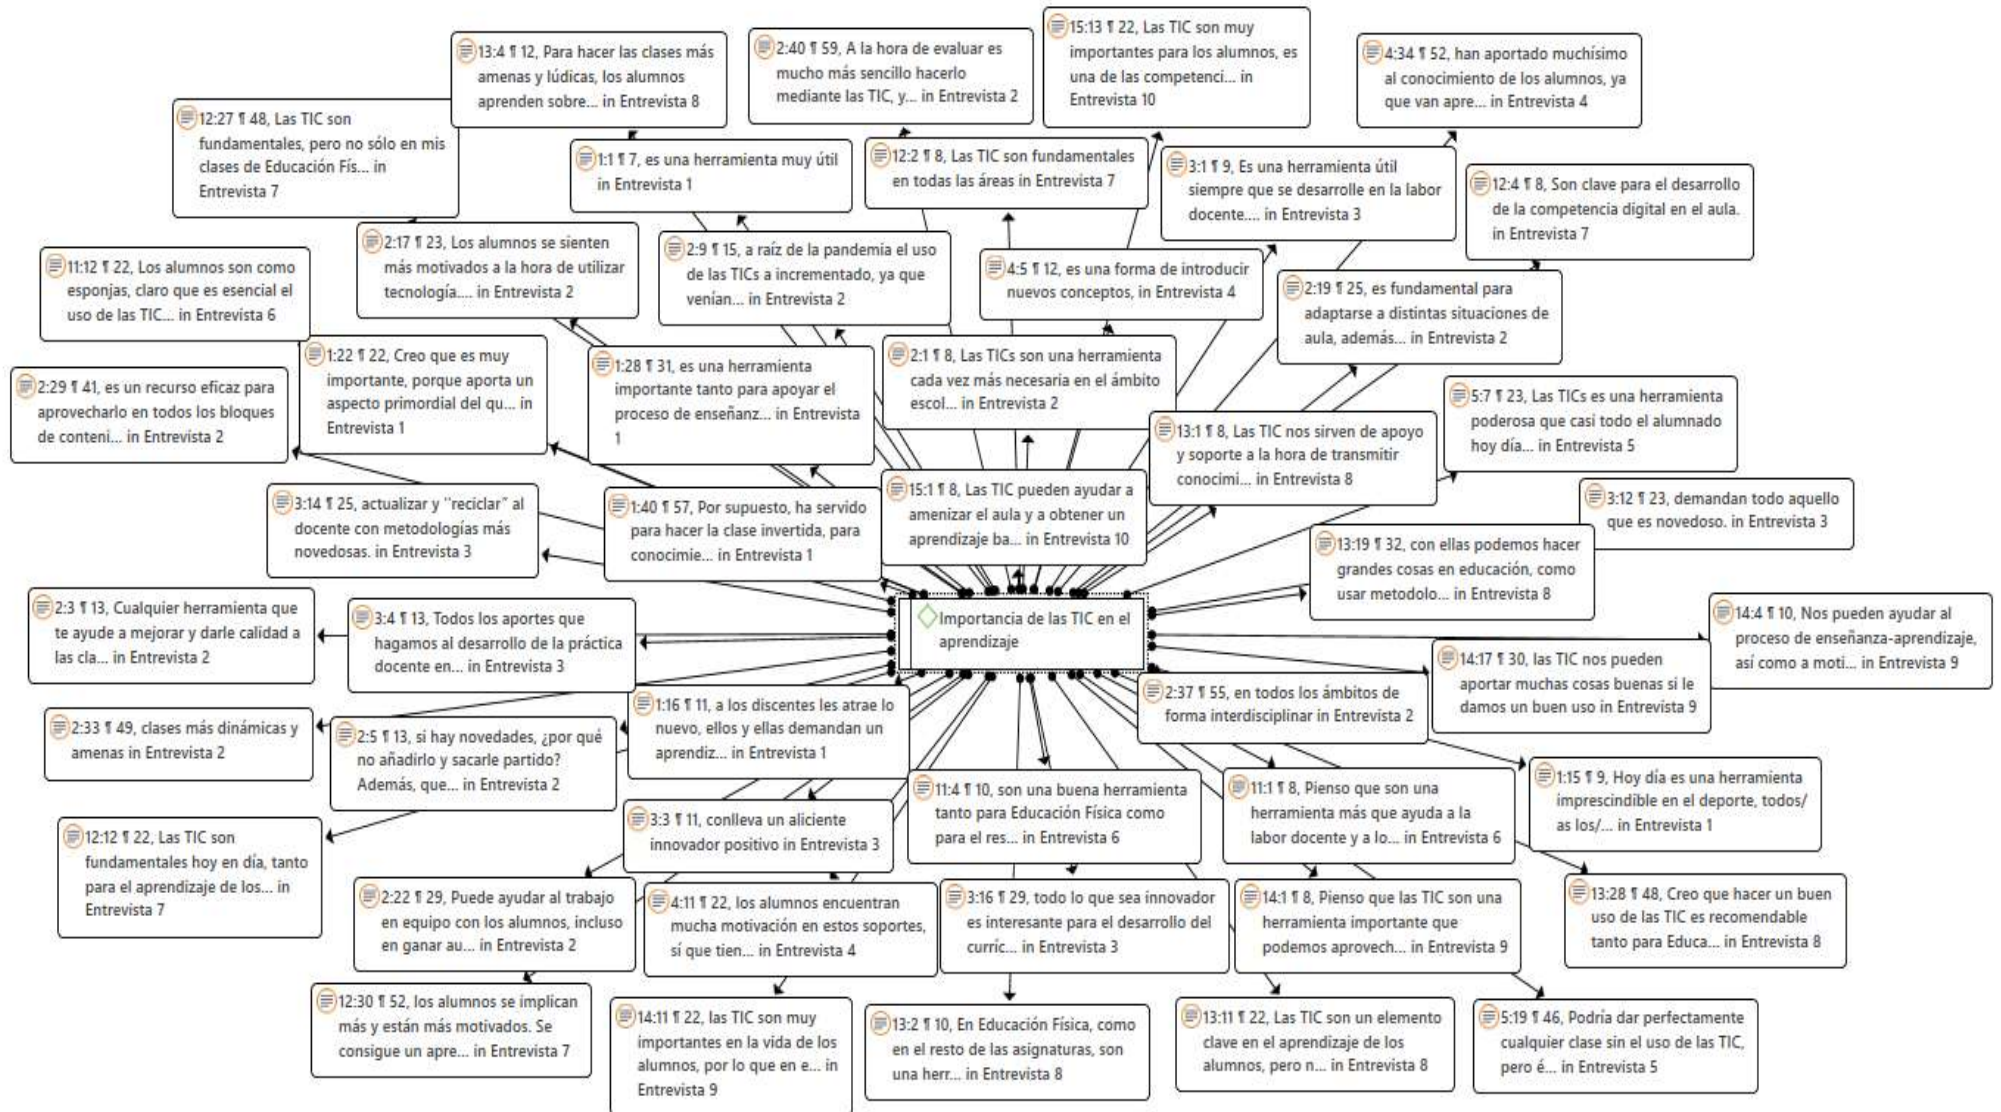 15:13 ¶ 22, Las TIC son muy
importantes para los alumnos, es
una de las competenci... in
Entrevista 10
13:4 ¶ 12, Para hacer las clases más
amenas y lúdicas, los alumnos
aprenden sobre... in Entrevista 8
2:40 ¶ 59, A la hora de evaluar es
mucho más sencillo hacerlo
mediante las TIC, y... in Entrevista 2
4:34 ¶ 52, han aportado muchísimo
al conocimiento de los alumnos, ya
que van apre... in Entrevista 4
12:27 ¶ 48, Las TIC son
fundamentales, pero no sólo en mis
clases de Educación Fís... in
Entrevista 7
1:1 ¶ 7, es una herramienta muy útil
in Entrevista 1
12:2 ¶ 8, Las TIC son fundamentales
en todas las áreas in Entrevista 7
3:1 ¶ 9, Es una herramienta útil
siempre que se desarrolle en la labor
docente.... in Entrevista 3
12:4 ¶ 8, Son clave para el desarrollo
de la competencia digital en el aula.
in Entrevista 7
11:12 ¶ 22, Los alumnos son como
esponjas, claro que es esencial el
uso de las TIC... in Entrevista 6
2:17 ¶ 23, Los alumnos se sienten
más motivados a la hora de utilizar
tecnología.... in Entrevista 2
2:9 ¶ 15, a raíz de la pandemia el uso
de las TICs a incrementado, ya que
venían... in Entrevista 2
4:5 ¶ 12, es una forma de introducir
nuevos conceptos, in Entrevista 4
2:19 ¶ 25, es fundamental para
adaptarse a distintas situaciones de
aula, además... in Entrevista 2
2:29 ¶ 41, es un recurso eficaz para
aprovecharlo en todos los bloques
de conteni... in Entrevista 2
1:22 ¶ 22, Creo que es muy
importante, porque aporta un
aspecto primordial del qu... in
Entrevista 1
1:28 ¶ 31, es una herramienta
importante tanto para apoyar el
proceso de enseñanz... in Entrevista
1
2:1 ¶ 8, Las TICs son una herramienta
cada vez más necesaria en el ámbito
escol... in Entrevista 2
13:1 ¶ 8, Las TIC nos sirven de apoyo
y soporte a la hora de transmitir
conocimi... in Entrevista 8
5:7 ¶ 23, Las TICs es una herramienta
poderosa que casi todo el alumnado
hoy día... in Entrevista 5
3:14 ¶ 25, actualizar y "reciclar" al
docente con metodologías más
novedosas. in Entrevista 3
1:40 ¶ 57, Por supuesto, ha servido
para hacer la clase invertida, para
conocimie... in Entrevista 1
15:1 ¶ 8, Las TIC pueden ayudar a
amenizar el aula y a obtener un
aprendizaje ba... in Entrevista 10
3:12 ¶ 23, demandan todo aquello
que es novedoso. in Entrevista 3
13:19 ¶ 32, con ellas podemos hacer
grandes cosas en educación, como
usar metodolo... in Entrevista 8
2:3 ¶ 13, Cualquier herramienta que
te ayude a mejorar y darle calidad a
las cla... in Entrevista 2
3:4 ¶ 13, Todos los aportes que
hagamos al desarrollo de la práctica
docente en... in Entrevista 3
Importancia de las TIC en el
aprendizaje
14:4 ¶ 10, Nos pueden ayudar al
proceso de enseñanza-aprendizaje,
así como a moti... in Entrevista 9
14:17 ¶ 30, las TIC nos pueden
aportar muchas cosas buenas si le
damos un buen uso in Entrevista 9
2:33 ¶ 49, clases más dinámicas y
amenas in Entrevista 2
2:5 ¶ 13, si hay novedades, ¿por qué
no añadirlo y sacarle partido?
Además, que... in Entrevista 2
1:16 ¶ 11, a los discentes les atrae lo
nuevo, ellos y ellas demandan un
aprendiz... in Entrevista 1
2:37 ¶ 55, en todos los ámbitos de
forma interdisciplinar in Entrevista 2
12:12 ¶ 22, Las TIC son
fundamentales hoy en día, tanto
para el aprendizaje de los... in
Entrevista 7
3:3 ¶ 11, conlleva un aliciente
innovador positivo in Entrevista 3
11:4 ¶ 10, son una buena herramienta
tanto para Educación Física como
para el res... in Entrevista 6
11:1 ¶ 8, Pienso que son una
herramienta más que ayuda a la
labor docente y a lo... in Entrevista 6
1:15 ¶ 9, Hoy día es una herramienta
imprescindible en el deporte, todos/
as los/... in Entrevista 1
2:22 ¶ 29, Puede ayudar al trabajo
en equipo con los alumnos, incluso
en ganar au... in Entrevista 2
4:11 ¶ 22, los alumnos encuentran
mucha motivación en estos soportes,
sí que tien... in Entrevista 4
3:16 ¶ 29, todo lo que sea innovador
es interesante para el desarrollo del
curríc... in Entrevista 3
14:1 ¶ 8, Pienso que las TIC son una
herramienta importante que
podemos aprovech... in Entrevista 9
13:28 ¶ 48, Creo que hacer un buen
uso de las TIC es recomendable
tanto para Educa... in Entrevista 8
12:30 ¶ 52, los alumnos se implican
más y están más motivados. Se
consigue un apre... in Entrevista 7
14:11 ¶ 22, las TIC son muy
importantes en la vida de los
alumnos, por lo que en e... in
Entrevista 9
13:2 ¶ 10, En Educación Física, como
en el resto de las asignaturas, son
una herr... in Entrevista 8
13:11 ¶ 22, Las TIC son un elemento
clave en el aprendizaje de los
alumnos, pero n... in Entrevista 8
5:19 ¶ 46, Podría dar perfectamente
cualquier clase sin el uso de las TIC,
pero é... in Entrevista 5